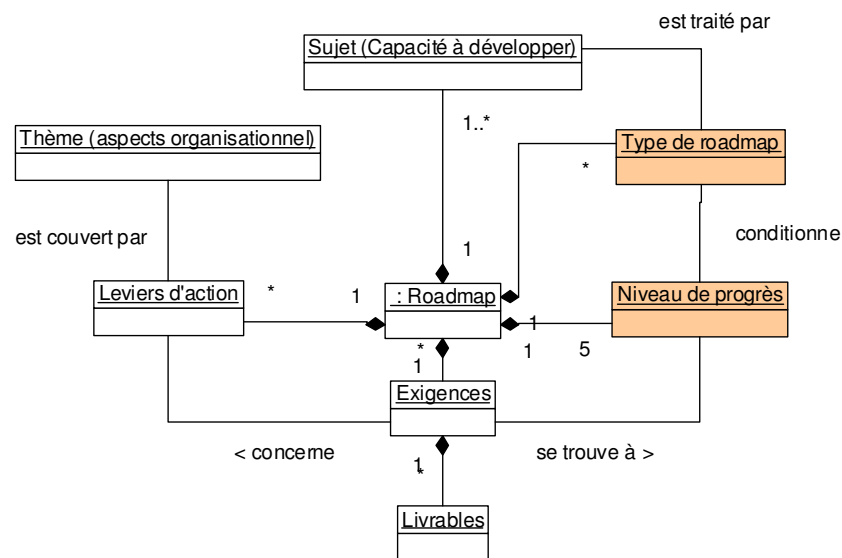 est traité par
Sujet (Capacité à développer)
1..*
Thème (aspects organisationnel)
Type de roadmap
*
est couvert par
1
conditionne
Leviers d'action
*
1
: Roadmap
Niveau de progrès
1
*
1
5
1
Exigences
< concerne
se trouve à >
1
*
Livrables